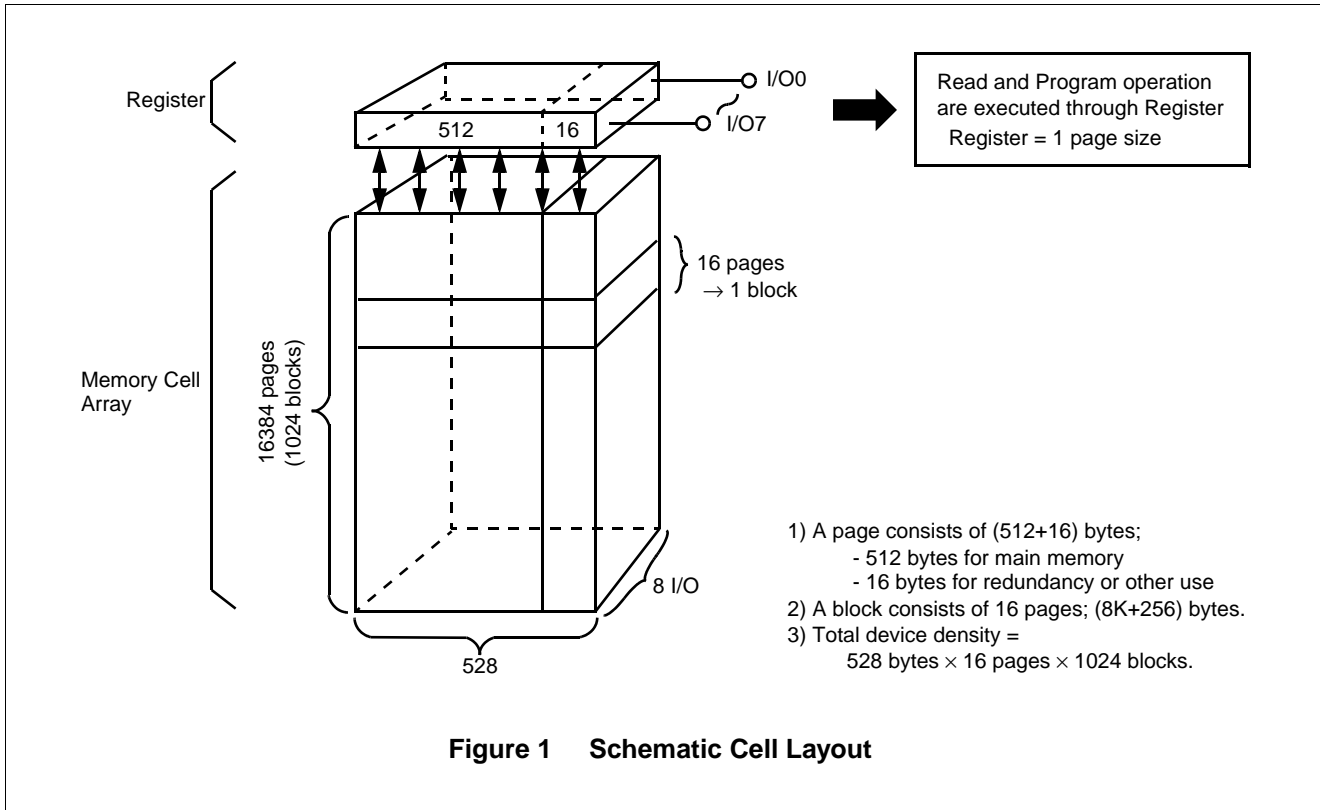 Register
512
16
I/O0
I/O7
Read and Program operation
are executed through Register
Register = 1 page size
Memory Cell
Array
16384 pages
(1024 blocks)
16 pages
→ 1 block
8 I/O
528
1) A page consists of (512+16) bytes;
- 512 bytes for main memory
- 16 bytes for redundancy or other use
2) A block consists of 16 pages; (8K+256) bytes.
3) Total device density =
528 bytes × 16 pages × 1024 blocks.
Figure 1 Schematic Cell Layout